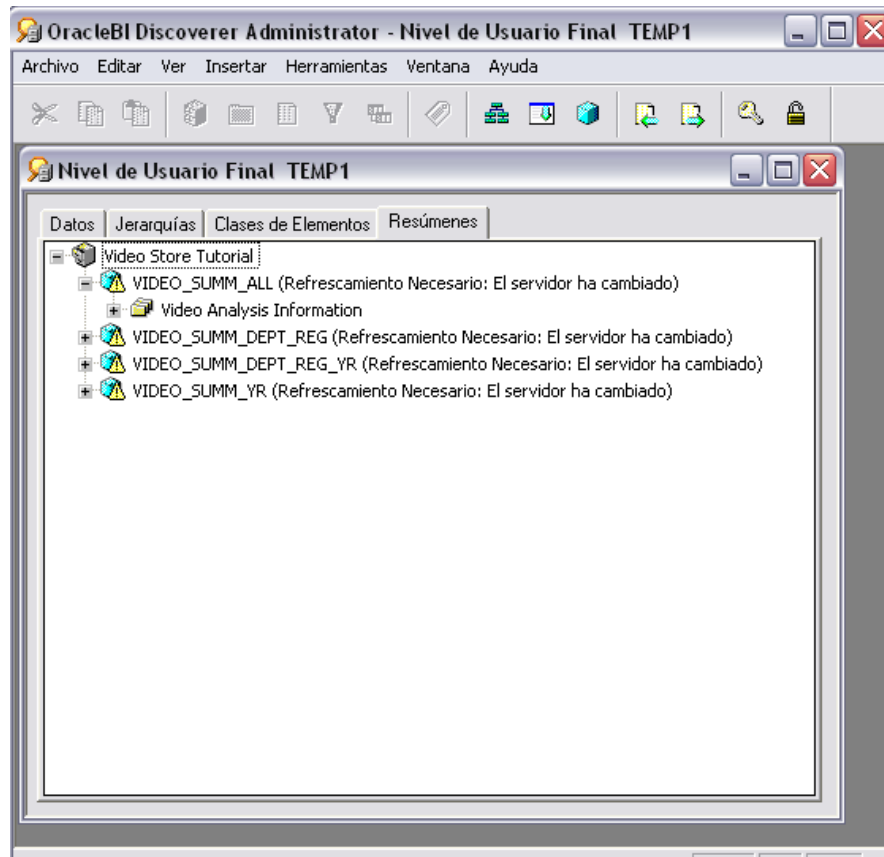 OracleBI Discoverer Administrator - Nivel de Usuario Final TEMP1
Archivo Editar Ver Insertar Herramientas Ventana Ayuda
Nivel de Usuario Final TEMP1
Datos Jerarquías Clases de Elementos Resúmenes
Video Store Tutorial
VIDEO_SUMM_ALL (Refrescamiento Necesario: El servidor ha cambiado)
Video Analysis Information
VIDEO_SUMM_DEPT_REG (Refrescamiento Necesario: El servidor ha cambiado)
VIDEO_SUMM_DEPT_REG_YR (Refrescamiento Necesario: El servidor ha cambiado)
VIDEO_SUMM_YR (Refrescamiento Necesario: El servidor ha cambiado)